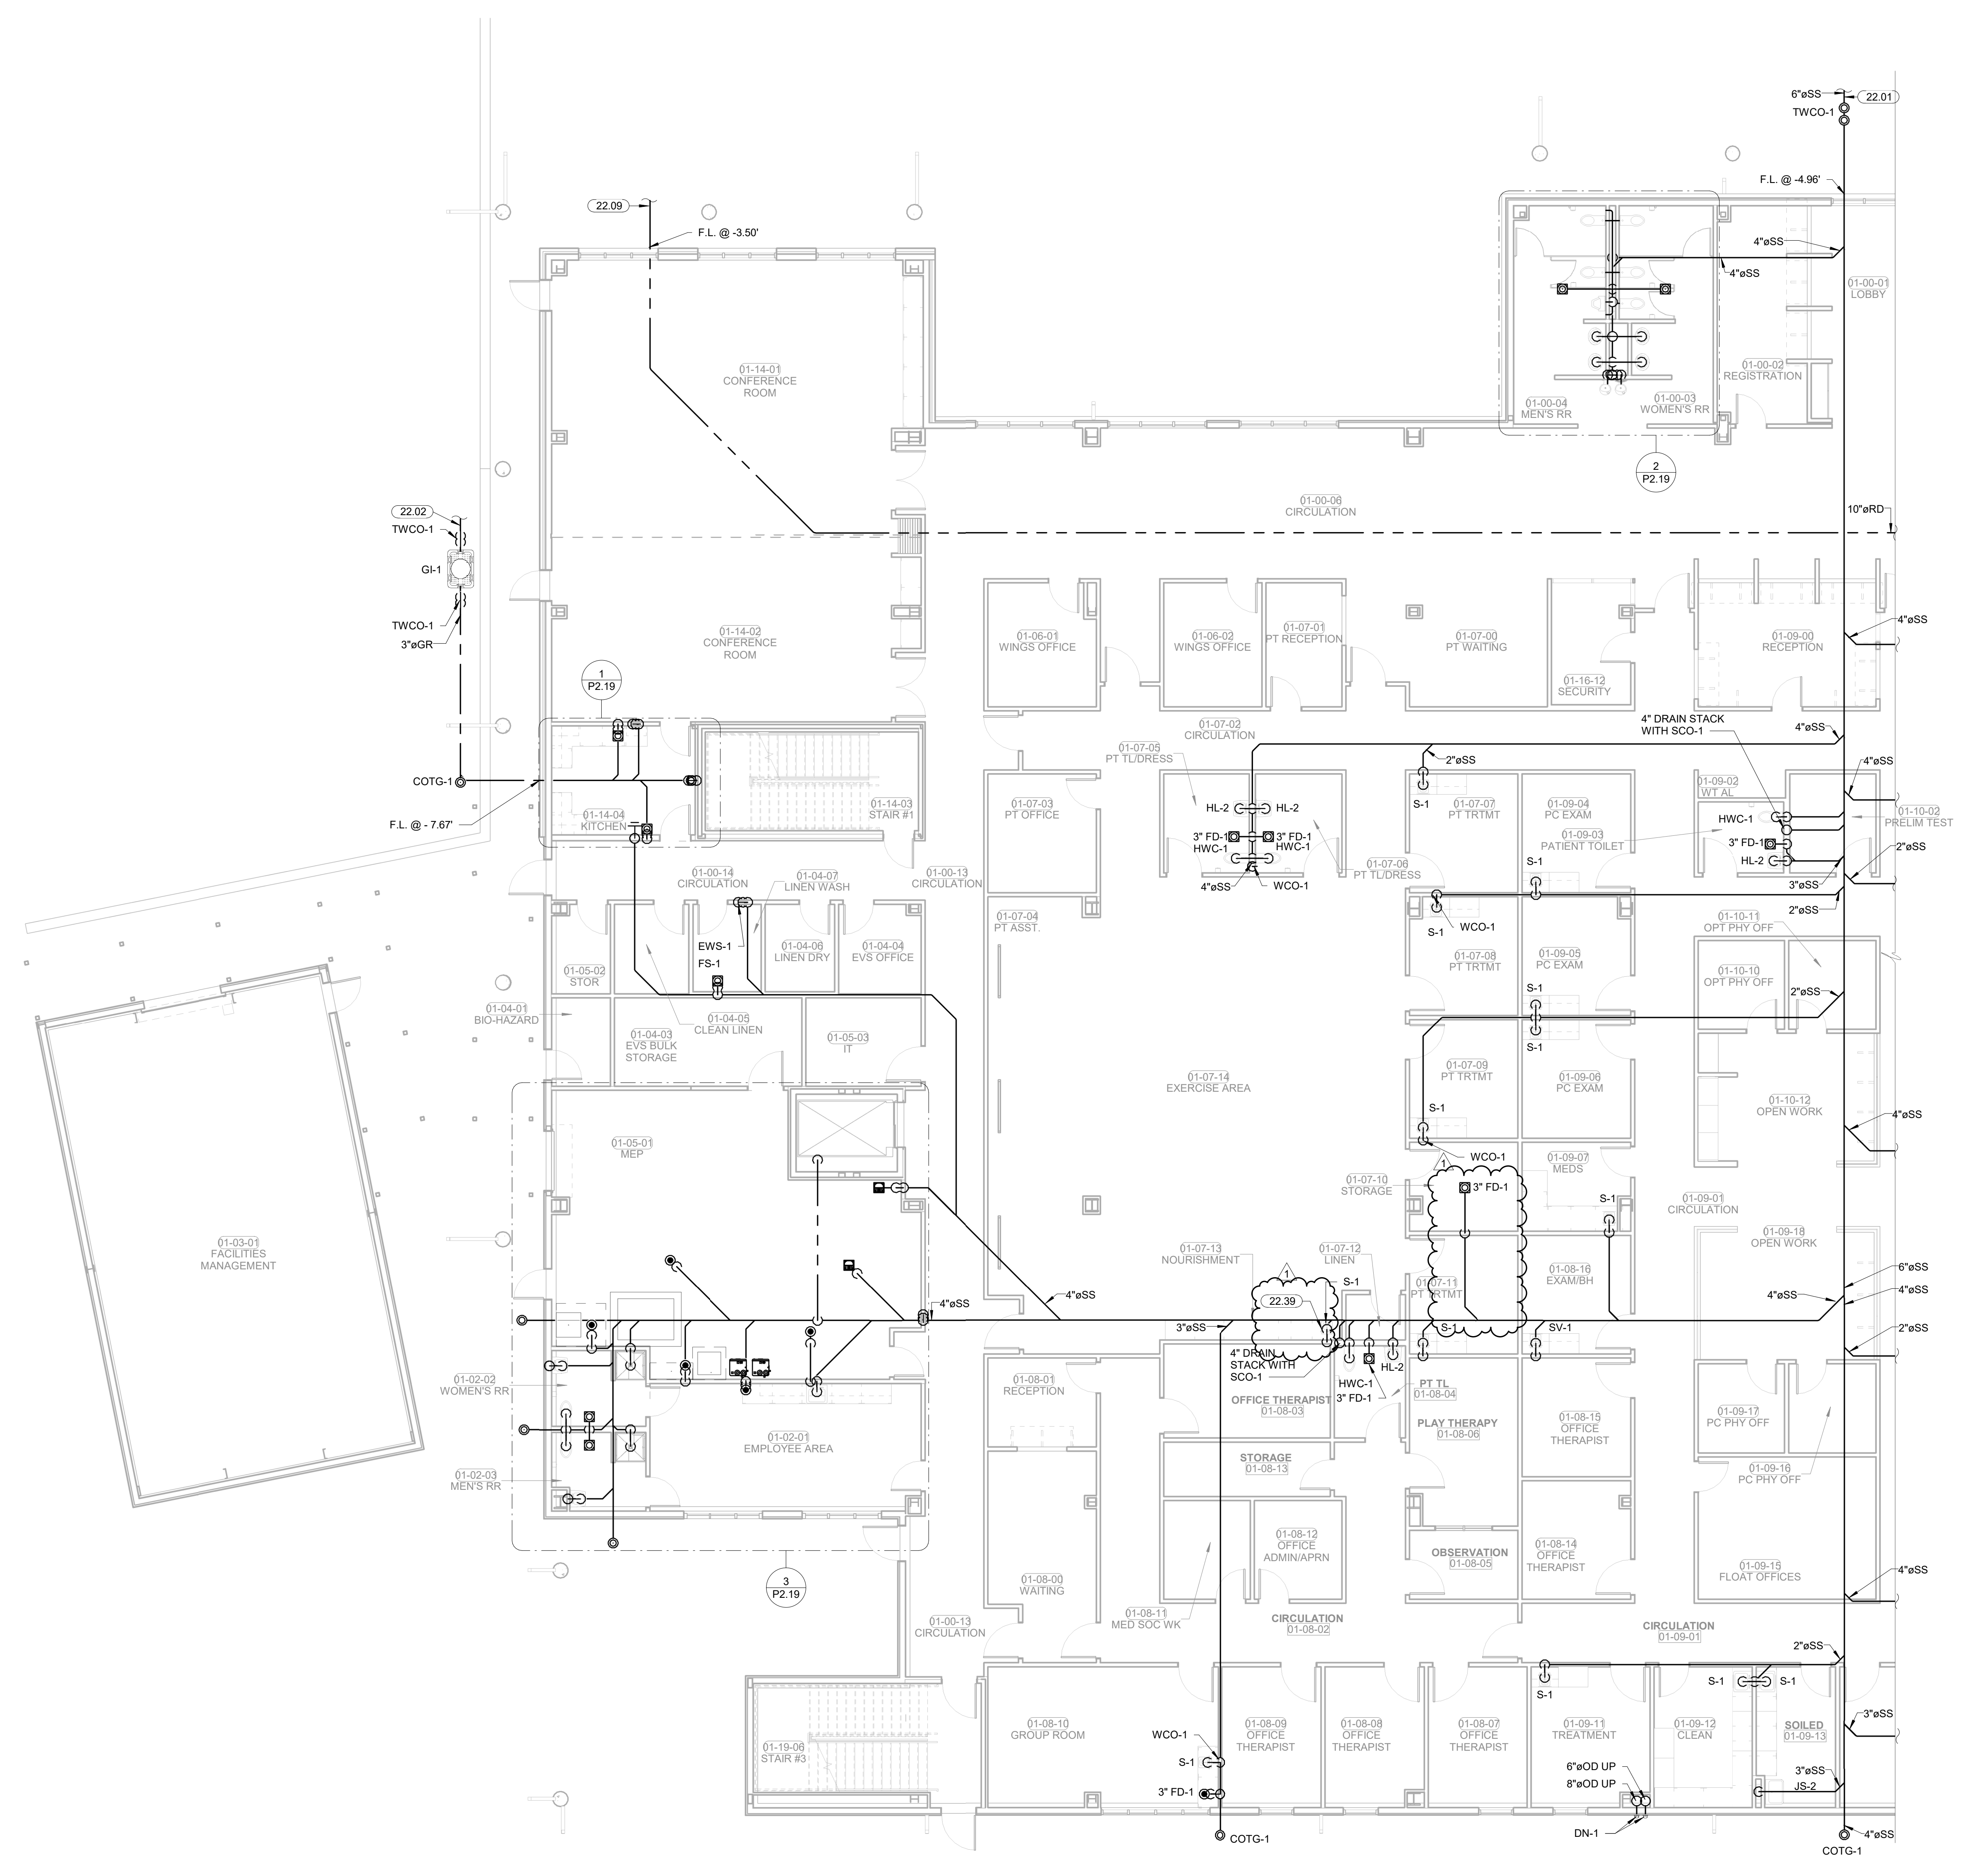 6"øSS
22.01
TWCO-1
F.L. @ -4.96'
22.09
F.L. @ -3.50'
4"øSS
4"øSS
01-00-01
LOBBY
01-14-01
CONFERENCE
ROOM
01-00-02
REGISTRATION
01-00-04
MEN'S RR
01-00-03
WOMEN'S RR
2
P2.19
01-00-06
CIRCULATION
10"øRD
22.02
TWCO-1
GI-1
TWCO-1
3"øGR
01-14-02
CONFERENCE
ROOM
01-06-01
WINGS OFFICE
01-06-02
WINGS OFFICE
01-07-01
PT RECEPTION
01-07-00
PT WAITING
01-16-12
SECURITY
01-09-00
RECEPTION
4"øSS
1
P2.19
01-07-02
CIRCULATION
4" DRAIN STACK
WITH SCO-1
4"øSS
01-07-05
PT TL/DRESS
2"øSS
4"øSS
COTG-1
F.L. @ - 7.67'
01-14-04
KITCHEN
01-14-03
STAIR #1
01-07-03
PT OFFICE
HL-2
HL-2
3" FD-1
3" FD-1
HWC-1
HWC-1
4"øSS
WCO-1
01-07-06
PT TL/DRESS
S-1
01-07-07
PT TRTMT
01-09-04
PC EXAM
01-09-02
WT AL
HWC-1
3" FD-1
HL-2
01-09-03
PATIENT TOILET
01-10-02
PRELIM TEST
2"øSS
3"øSS
2"øSS
S-1
01-00-14
CIRCULATION
01-04-07
LINEN WASH
01-00-13
CIRCULATION
01-07-04
PT ASST.
S-1
WCO-1
EWS-1
FS-1
01-04-06
LINEN DRY
01-04-04
EVS OFFICE
01-05-02
STOR
01-07-08
PT TRTMT
01-09-05
PC EXAM
01-10-11
OPT PHY OFF
01-10-10
OPT PHY OFF
2"øSS
S-1
S-1
01-04-01
BIO-HAZARD
01-04-05
CLEAN LINEN
01-04-03
EVS BULK
STORAGE
01-05-03
IT
01-07-14
EXERCISE AREA
01-07-09
PT TRTMT
01-09-06
PC EXAM
01-10-12
OPEN WORK
4"øSS
S-1
WCO-1
01-05-01
MEP
1
01-07-10
STORAGE
3" FD-1
01-09-07
MEDS
S-1
01-09-01
CIRCULATION
01-03-01
FACILITIES
MANAGEMENT
01-07-13
NOURISHMENT
01-07-12
LINEN
01-09-18
OPEN WORK
6"øSS
4"øSS
4"øSS
4"øSS
4"øSS
1
S-1
22.39
01-07-11
PT TRTMT
01-08-16
EXAM/BH
3"øSS
S-1
SV-1
2"øSS
4" DRAIN
STACK WITH
SCO-1
HL-2
HWC-1
3" FD-1
01-02-02
WOMEN'S RR
01-08-01
RECEPTION
OFFICE THERAPIST
01-08-03
PT TL
01-08-04
PLAY THERAPY
01-08-06
01-08-15
OFFICE
THERAPIST
01-09-17
PC PHY OFF
01-02-01
EMPLOYEE AREA
01-02-03
MEN'S RR
STORAGE
01-08-13
01-09-16
PC PHY OFF
01-08-12
OFFICE
ADMIN/APRN
OBSERVATION
01-08-05
01-08-14
OFFICE
THERAPIST
01-09-15
FLOAT OFFICES
4"øSS
3
P2.19
01-08-00
WAITING
01-00-13
CIRCULATION
01-08-11
MED SOC WK
CIRCULATION
01-08-02
CIRCULATION
01-09-01
2"øSS
S-1
S-1
S-1
01-19-06
STAIR #3
01-08-10
GROUP ROOM
WCO-1
S-1
3" FD-1
01-08-09
OFFICE
THERAPIST
01-08-08
OFFICE
THERAPIST
01-08-07
OFFICE
THERAPIST
01-09-11
TREATMENT
01-09-12
CLEAN
SOILED
01-09-13
3"øSS
6"øOD UP
8"øOD UP
3"øSS
JS-2
COTG-1
DN-1
4"øSS
COTG-1